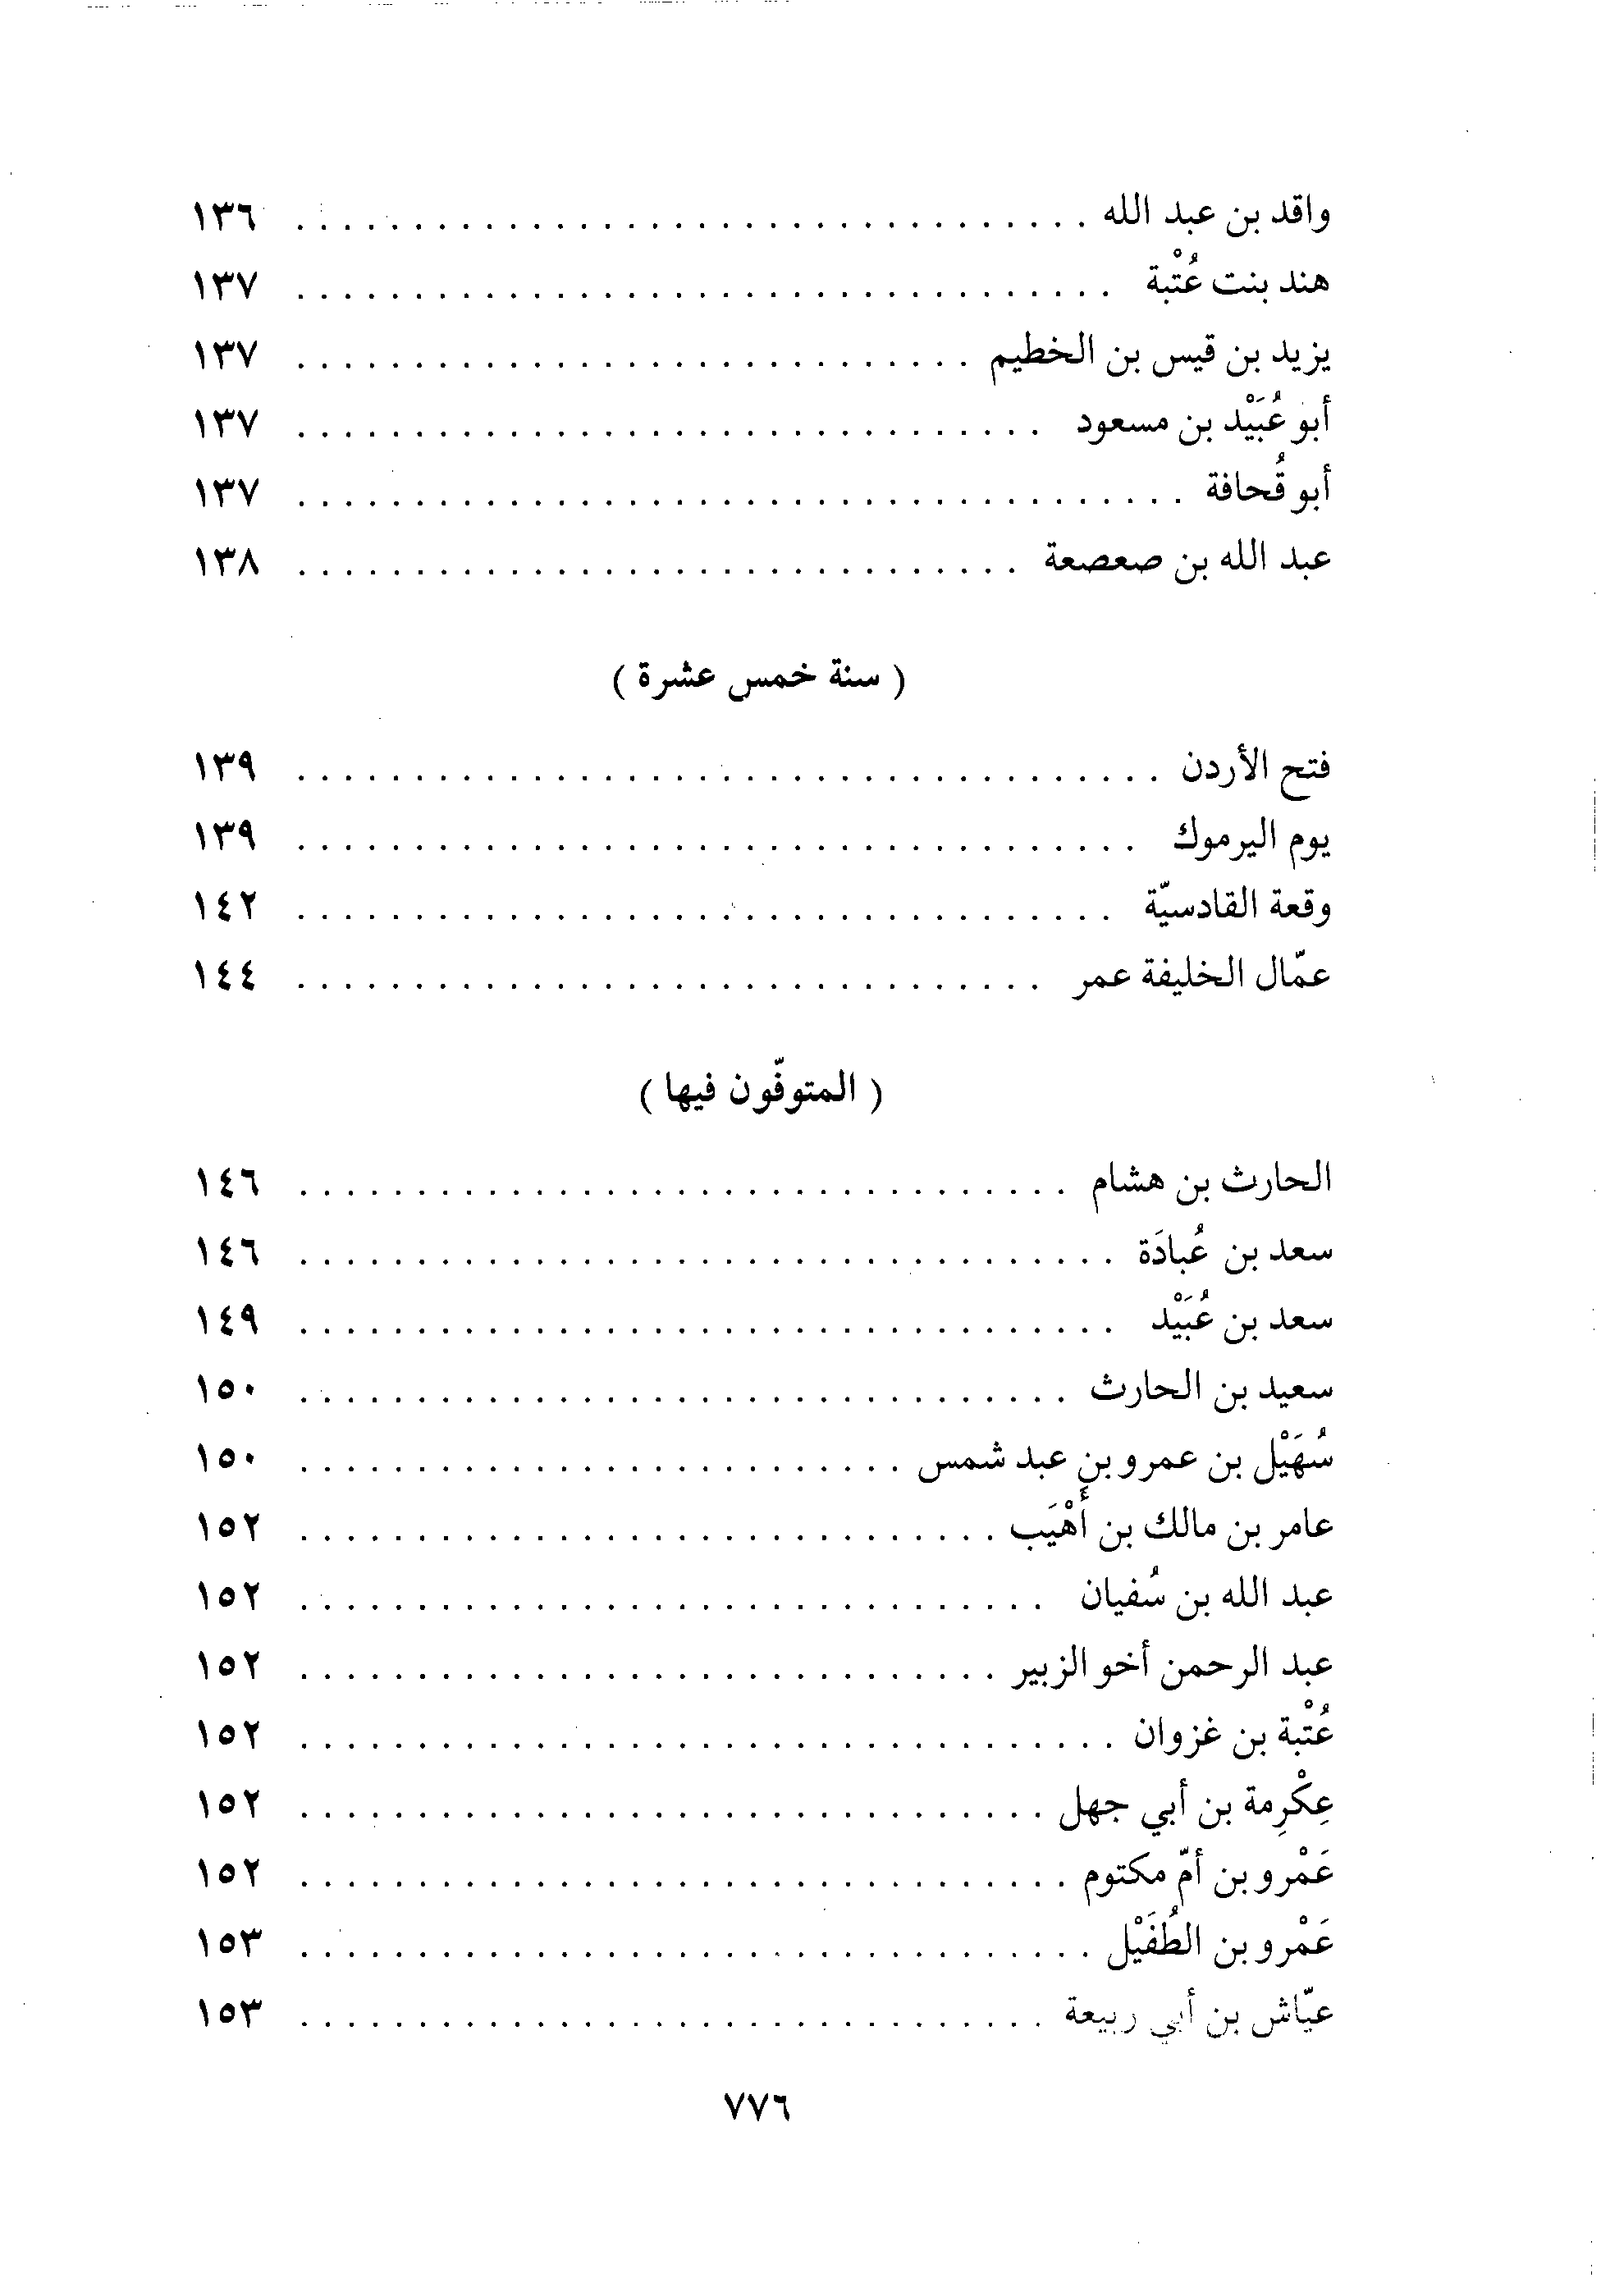 واقد بن عبد الله . . . . . . . . . . . . . . . . . . . . . . . . . . . . . . . . . . ١٣٦
هند بنت عُتْبة . . . . . . . . . . . . . . . . . . . . . . . . . . . . . . . . . . . ١٣٧
يزيد بن قيس بن الخطيم . . . . . . . . . . . . . . . . . . . . . . . . . . . . . ١٣٧
أبو عُبَيْد بن مسعود . . . . . . . . . . . . . . . . . . . . . . . . . . . . . . . . ١٣٧
أبو قُحافة . . . . . . . . . . . . . . . . . . . . . . . . . . . . . . . . . . . . . . ١٣٧
عبد الله بن صعصعة . . . . . . . . . . . . . . . . . . . . . . . . . . . . . . . ١٣٨
( سنة خمس عشرة )
فتح الأردن . . . . . . . . . . . . . . . . . . . . . . . . . . . . . . . . . . . . . ١٣٩
يوم اليرموك . . . . . . . . . . . . . . . . . . . . . . . . . . . . . . . . . . . . ١٣٩
وقعة القادسيّة . . . . . . . . . . . . . . . . . . . . . . . . . . . . . . . . . . . ١٤٢
عمّال الخليفة عمر . . . . . . . . . . . . . . . . . . . . . . . . . . . . . . . . ١٤٤
( المتوفّون فيها )
الحارث بن هشام . . . . . . . . . . . . . . . . . . . . . . . . . . . . . . . . . ١٤٦
سعد بن عُبادَة . . . . . . . . . . . . . . . . . . . . . . . . . . . . . . . . . . . ١٤٦
سعد بن عُبَيْد . . . . . . . . . . . . . . . . . . . . . . . . . . . . . . . . . . . ١٤٩
سعيد بن الحارث . . . . . . . . . . . . . . . . . . . . . . . . . . . . . . . . . ١٥٠
سُهَيْل بن عمرو بن عبد شمس . . . . . . . . . . . . . . . . . . . . . . . . . . ١٥٠
عامر بن مالك بن أُهْيَب . . . . . . . . . . . . . . . . . . . . . . . . . . . . . . ١٥٢
عبد الله بن سُفيان . . . . . . . . . . . . . . . . . . . . . . . . . . . . . . . . ١٥٢
عبد الرحمن أخو الزبير . . . . . . . . . . . . . . . . . . . . . . . . . . . . . . ١٥٢
عُتْبة بن غزوان . . . . . . . . . . . . . . . . . . . . . . . . . . . . . . . . . . . ١٥٢
عِكْرِمة بن أبي جهل . . . . . . . . . . . . . . . . . . . . . . . . . . . . . . . . ١٥٢
عَمْرو بن أمّ مكتوم . . . . . . . . . . . . . . . . . . . . . . . . . . . . . . . . . ١٥٢
عَمْرو بن الطُفَيْل . . . . . . . . . . . . . . . . . . . . . . . . . . . . . . . . . . ١٥٣
عيّاش بن أبي ربيعة . . . . . . . . . . . . . . . . . . . . . . . . . . . . . . . . ١٥٣
٧٧٦